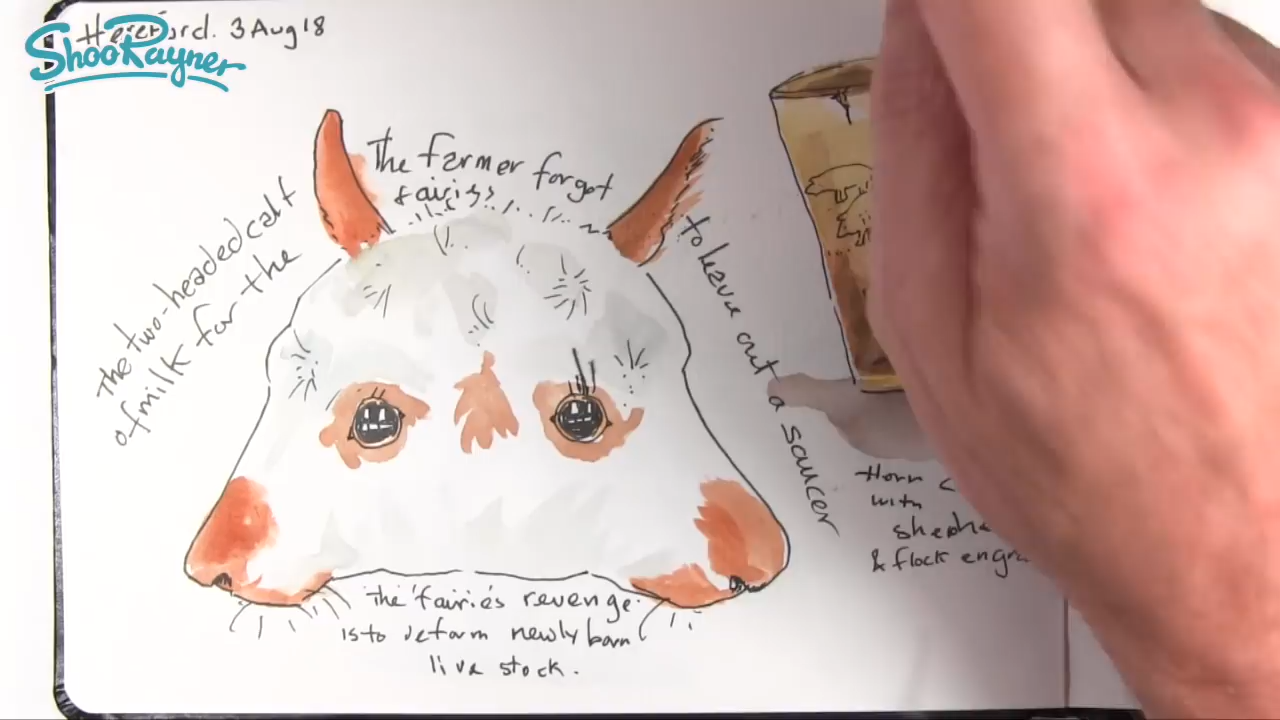 Hereford. 3 Aug 18
ShooRayner
The two-headed calf
The farmer forgot
to leave out a saucer
of milk for the
fairies
The 'fairies revenge
is to deform newly born
live stock.
Horn
with
& flock